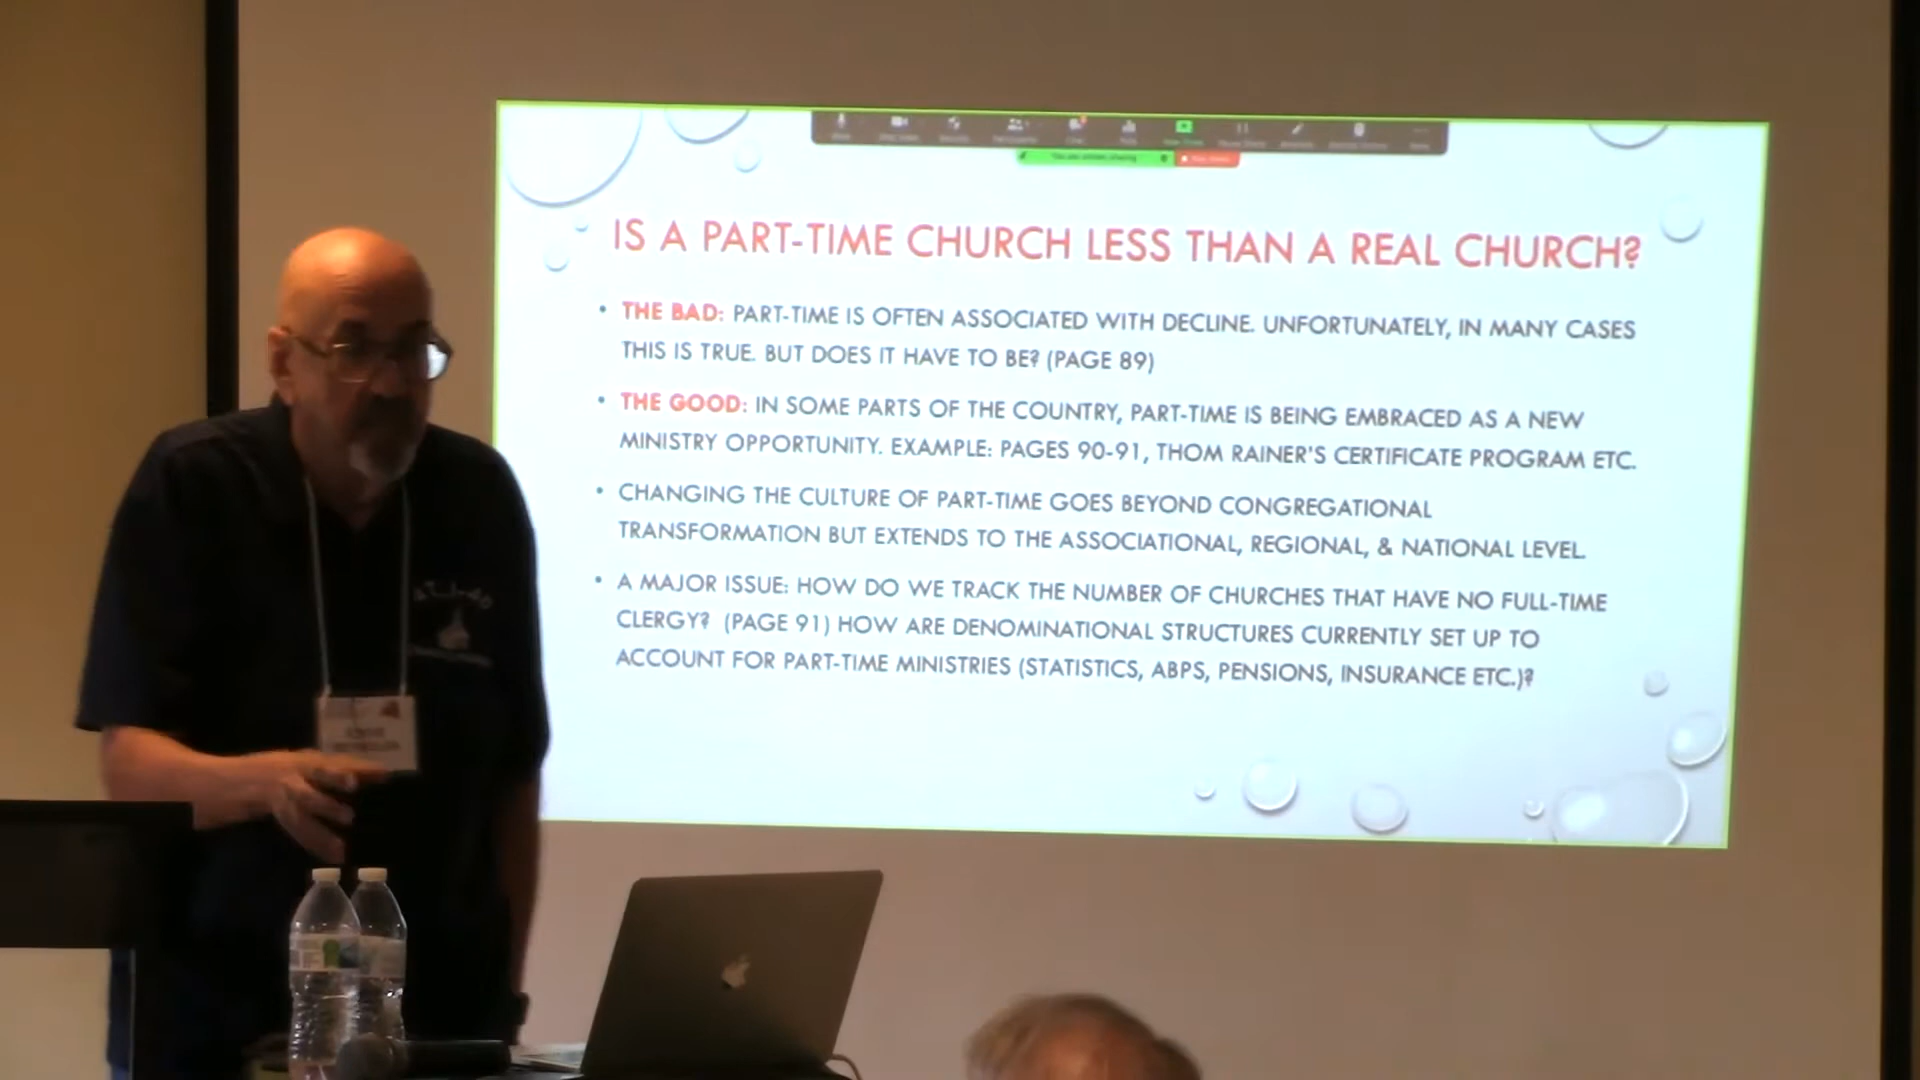 IS A PART-TIME CHURCH LESS THAN A REAL CHURCH?
• THE BAD: PART-TIME IS OFTEN ASSOCIATED WITH DECLINE. UNFORTUNATELY, IN MANY CASES
THIS IS TRUE. BUT DOES IT HAVE TO BE? (PAGE 89)
• THE GOOD: IN SOME PARTS OF THE COUNTRY, PART-TIME IS BEING EMBRACED AS A NEW
MINISTRY OPPORTUNITY. EXAMPLE: PAGES 90-91, THOM RAINER'S CERTIFICATE PROGRAM ETC.
• CHANGING THE CULTURE OF PART-TIME GOES BEYOND CONGREGATIONAL
TRANSFORMATION BUT EXTENDS TO THE ASSOCIATIONAL, REGIONAL, & NATIONAL LEVEL.
• A MAJOR ISSUE: HOW DO WE TRACK THE NUMBER OF CHURCHES THAT HAVE NO FULL-TIME
CLERGY? (PAGE 91) HOW ARE DENOMINATIONAL STRUCTURES CURRENTLY SET UP TO
ACCOUNT FOR PART-TIME MINISTRIES (STATISTICS, ABPS, PENSIONS, INSURANCE ETC.)?